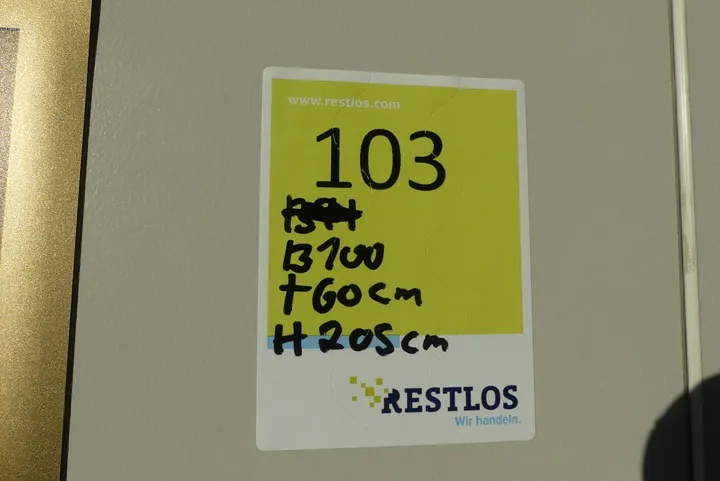 www.restlos.com
103
B100
T60cm
H205cm
RESTLOS
Wir handeln.